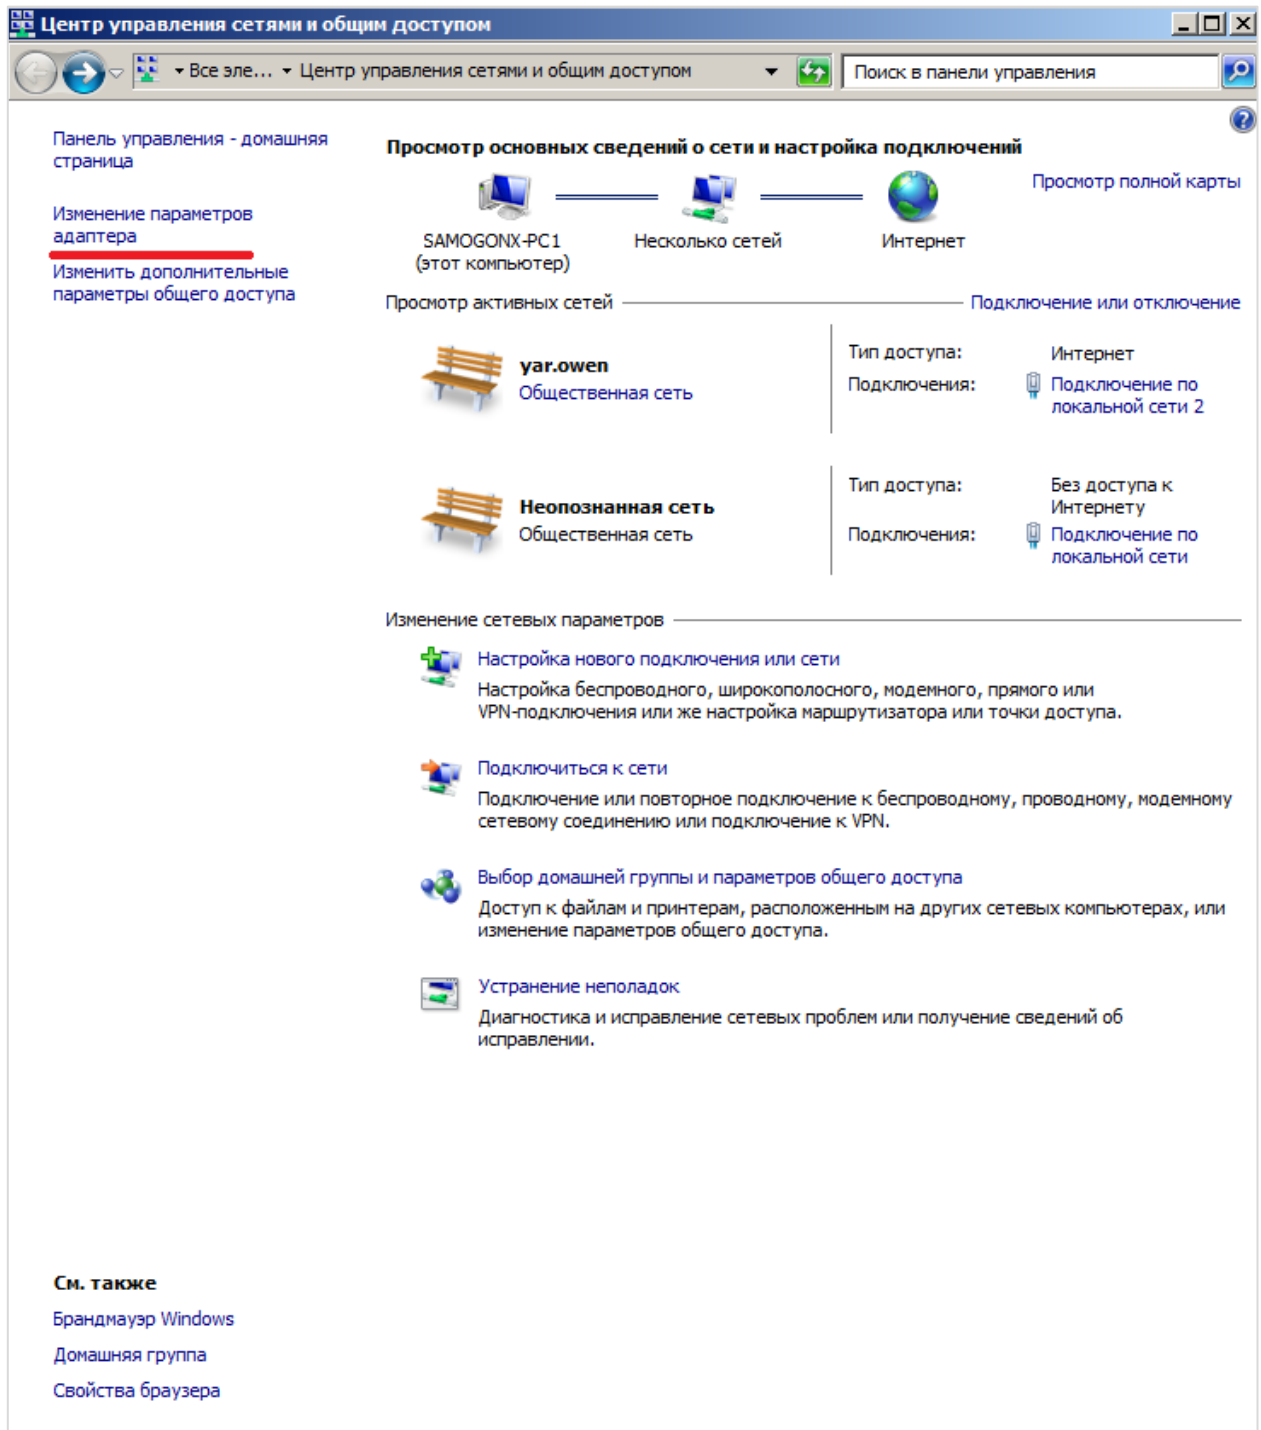 Центр управления сетями и общим доступом
Все эле... Центр управления сетями и общим доступом
Поиск в панели управления
Панель управления - домашняя
страница
Изменение параметров
адаптера
Изменить дополнительные
параметры общего доступа
Просмотр основных сведений о сети и настройка подключений
Просмотр полной карты
SAMOGONX-PC1
(этот компьютер)
Несколько сетей
Интернет
Просмотр активных сетей
Подключение или отключение
yar.owen
Общественная сеть
Тип доступа: Интернет
Подключения: Подключение по
локальной сети 2
Неопознанная сеть
Общественная сеть
Тип доступа: Без доступа к
Интернету
Подключения: Подключение по
локальной сети
Изменение сетевых параметров
Настройка нового подключения или сети
Настройка беспроводного, широкополосного, модемного, прямого или
VPN-подключения или же настройка маршрутизатора или точки доступа.
Подключиться к сети
Подключение или повторное подключение к беспроводному, проводному, модемному
сетевому соединению или подключение к VPN.
Выбор домашней группы и параметров общего доступа
Доступ к файлам и принтерам, расположенным на других сетевых компьютерах, или
изменение параметров общего доступа.
Устранение неполадок
Диагностика и исправление сетевых проблем или получение сведений об
исправлении.
См. также
Брандмауэр Windows
Домашняя группа
Свойства браузера